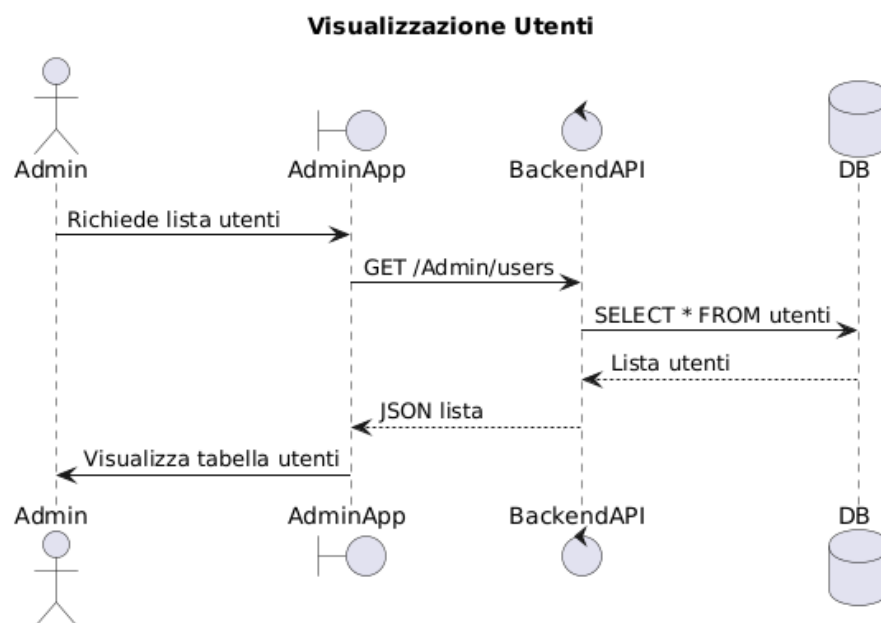 Visualizzazione Utenti
Admin
AdminApp
BackendAPI
DB
Richiede lista utenti
GET /Admin/users
SELECT * FROM utenti
Lista utenti
JSON lista
Visualizza tabella utenti
Admin
AdminApp
BackendAPI
DB